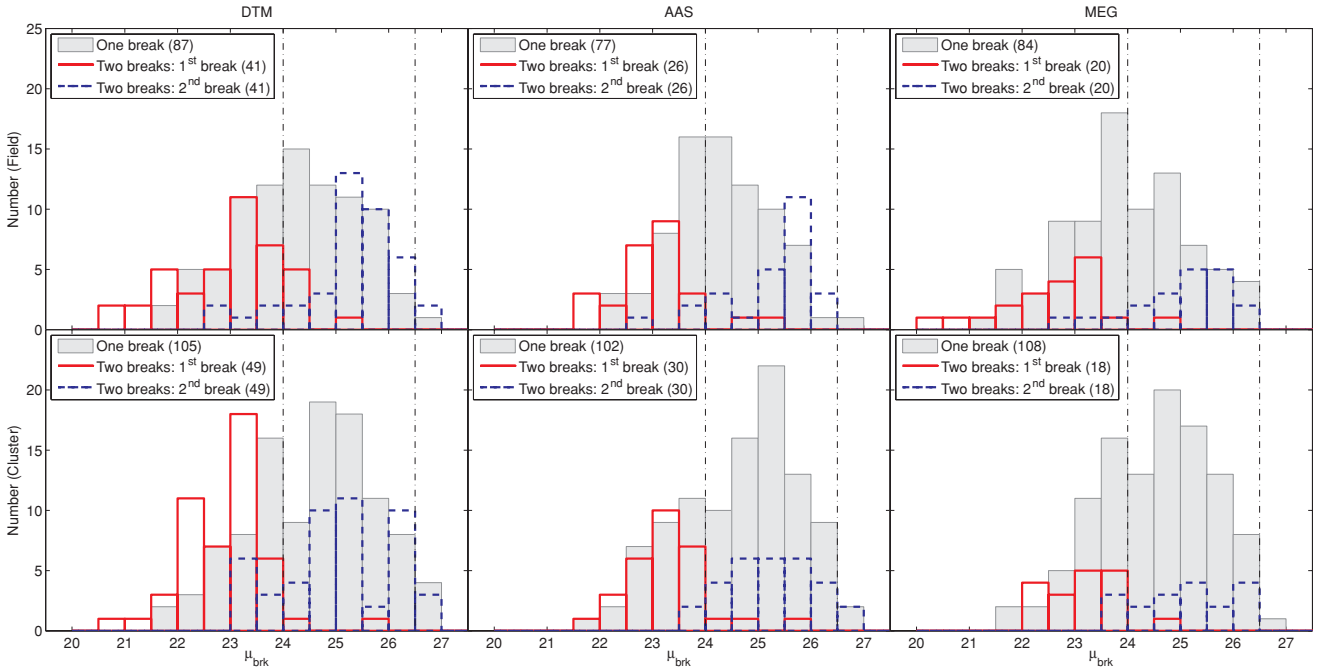 DTM
AAS
MEG
25
20
15
10
5
0
Number (Field)
One break (87)
Two breaks: 1st break (41)
Two breaks: 2nd break (41)
One break (77)
Two breaks: 1st break (26)
Two breaks: 2nd break (26)
One break (84)
Two breaks: 1st break (20)
Two breaks: 2nd break (20)
20
15
10
5
0
Number (Cluster)
One break (105)
Two breaks: 1st break (49)
Two breaks: 2nd break (49)
One break (102)
Two breaks: 1st break (30)
Two breaks: 2nd break (30)
One break (108)
Two breaks: 1st break (18)
Two breaks: 2nd break (18)
20 21 22 23 24 25 26 27
20 21 22 23 24 25 26 27
20 21 22 23 24 25 26 27
μbrk
μbrk
μbrk